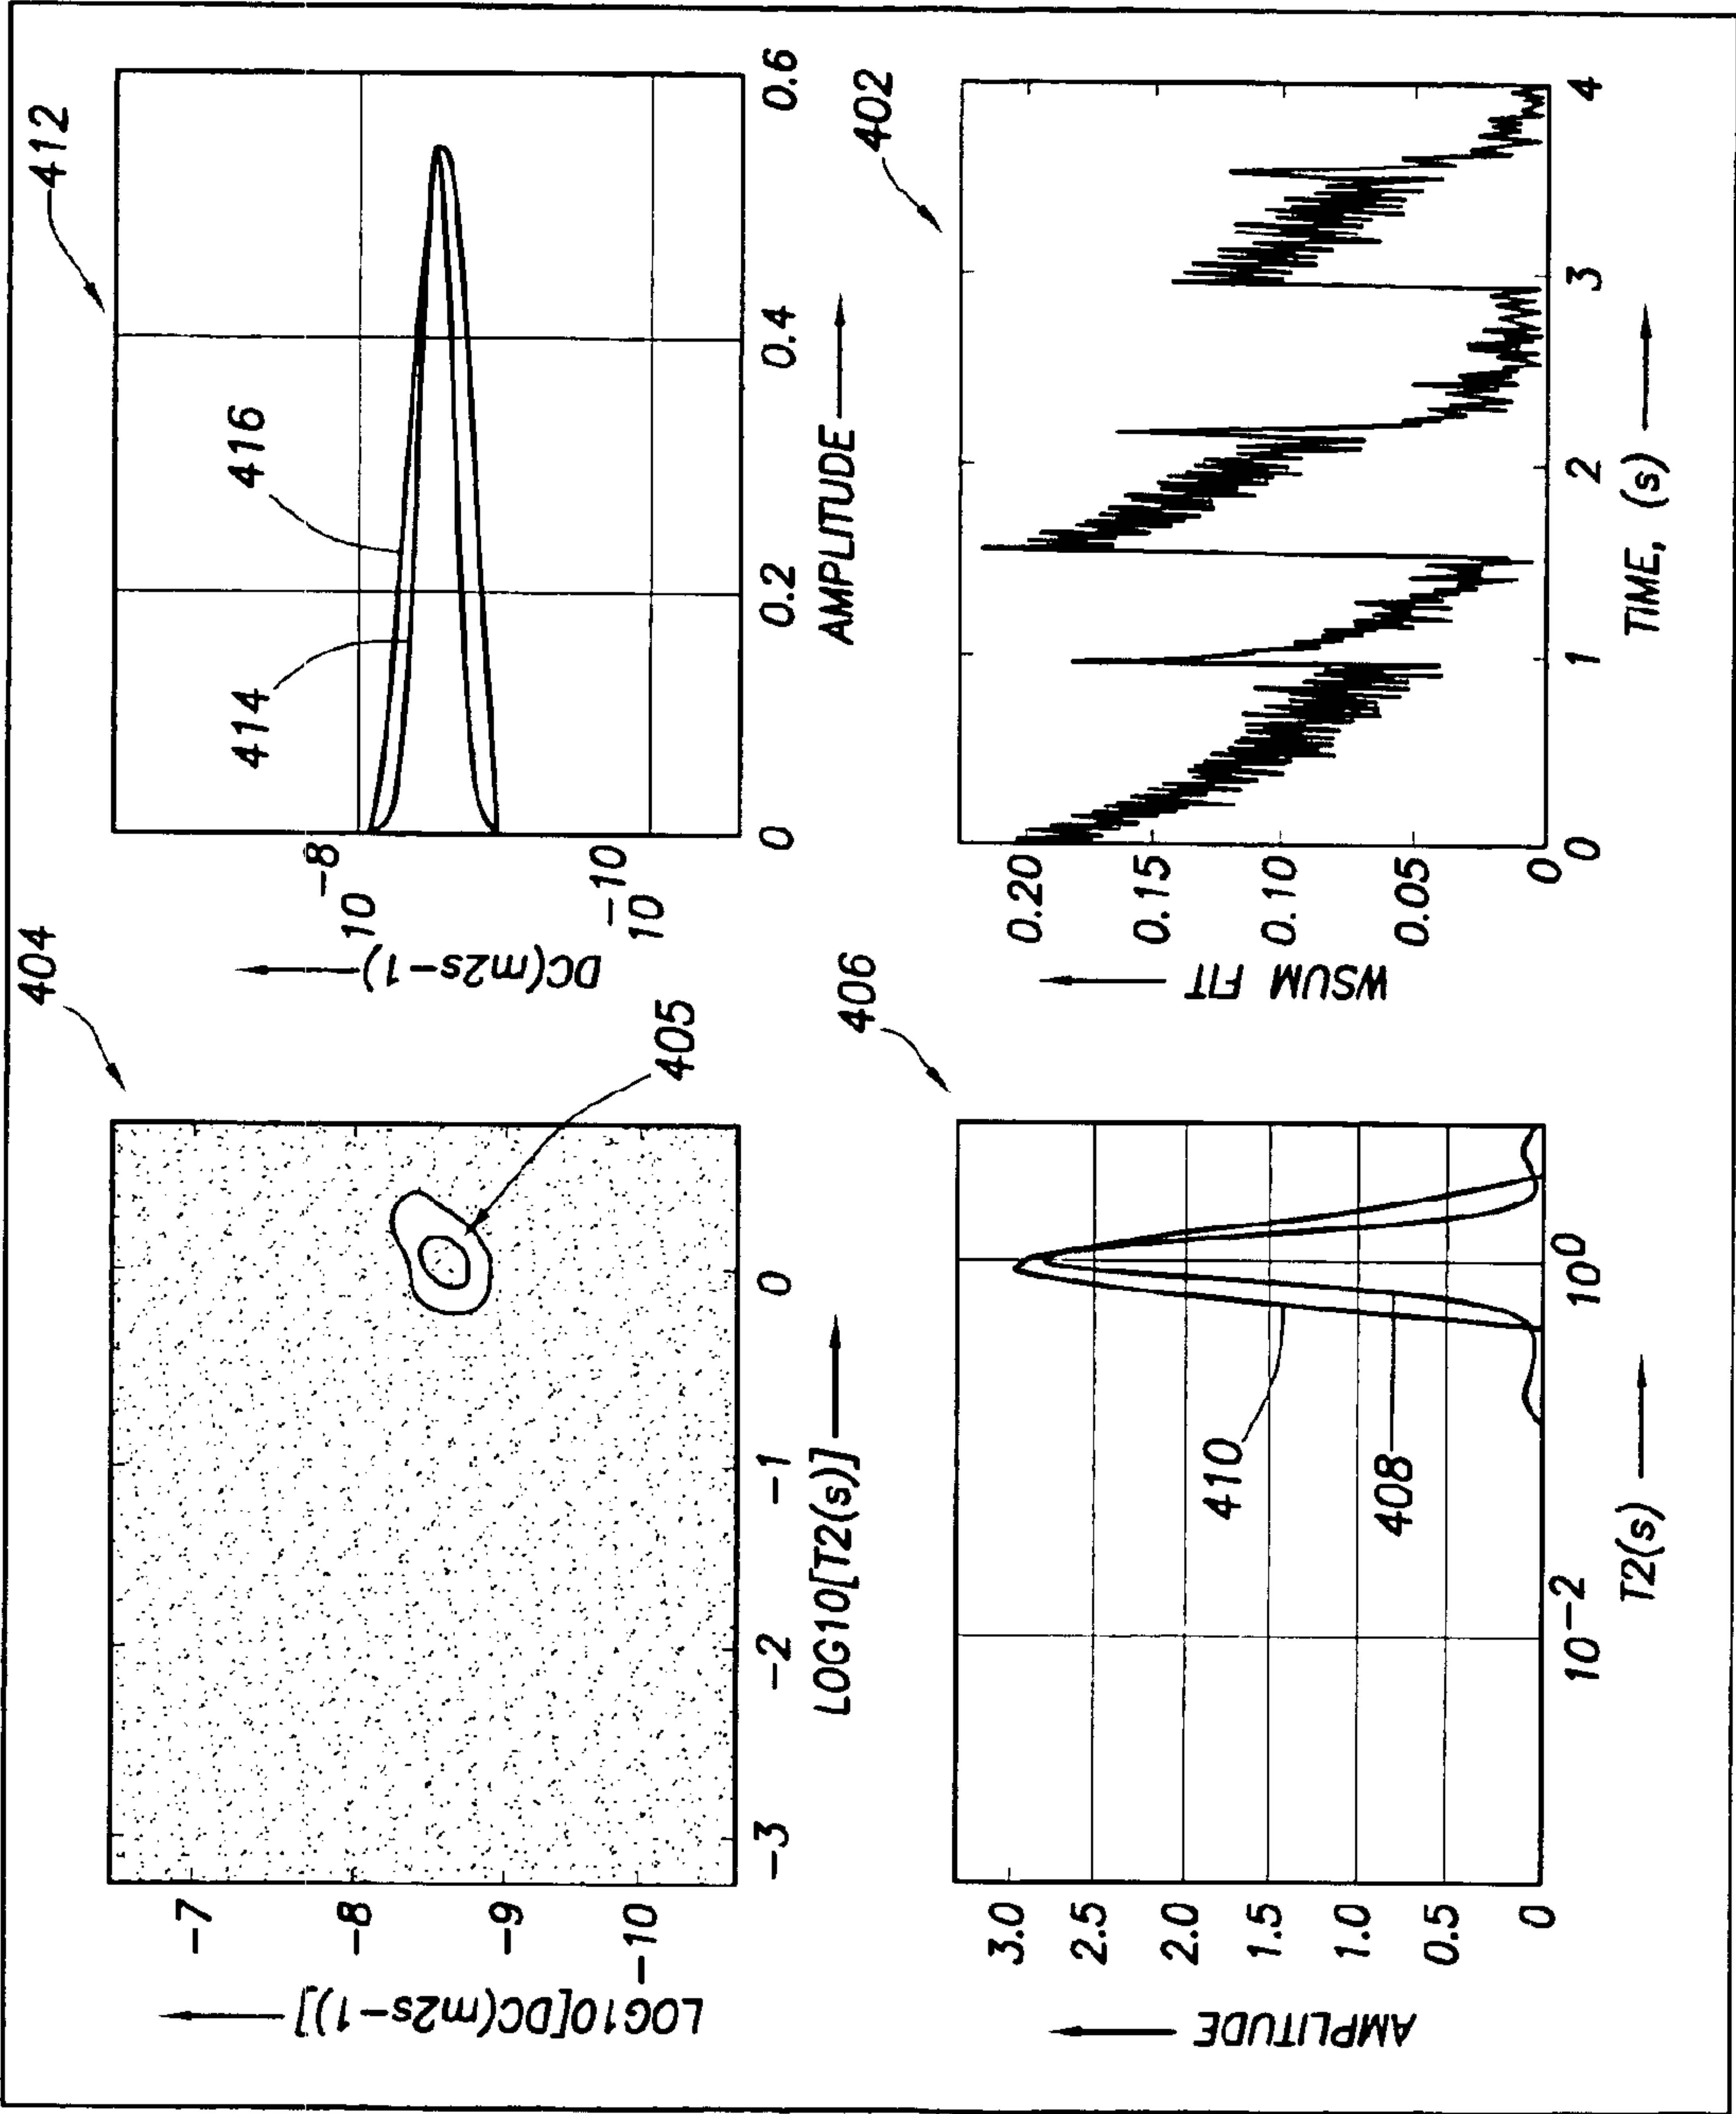 404
LOG10[DC(m2s-1)]
-7
-8
-9
-10
405
-3 -2 -1 0
LOG10[T2(s)]
412
DC(m2s-1)
10-8
10-10
414
416
0 0.2 0.4 0.6
AMPLITUDE
406
AMPLITUDE
3.0
2.5
2.0
1.5
1.0
0.5
0
410
408
10-2 100
T2(s)
402
WSUM FIT
0.20
0.15
0.10
0.05
0
0 1 2 3 4
TIME, (s)